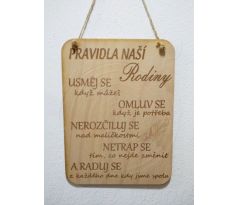 PRAVIDLA NAŠÍ
Rodiny
USMĚJ SE
když můžeš
OMLUV SE
když je potřeba
NEROZČILUJ SE
nad maličkostmi
NETRAP SE
tím, co nejde změnit
A RADUJ SE
z každého dne kdy jsme spolu